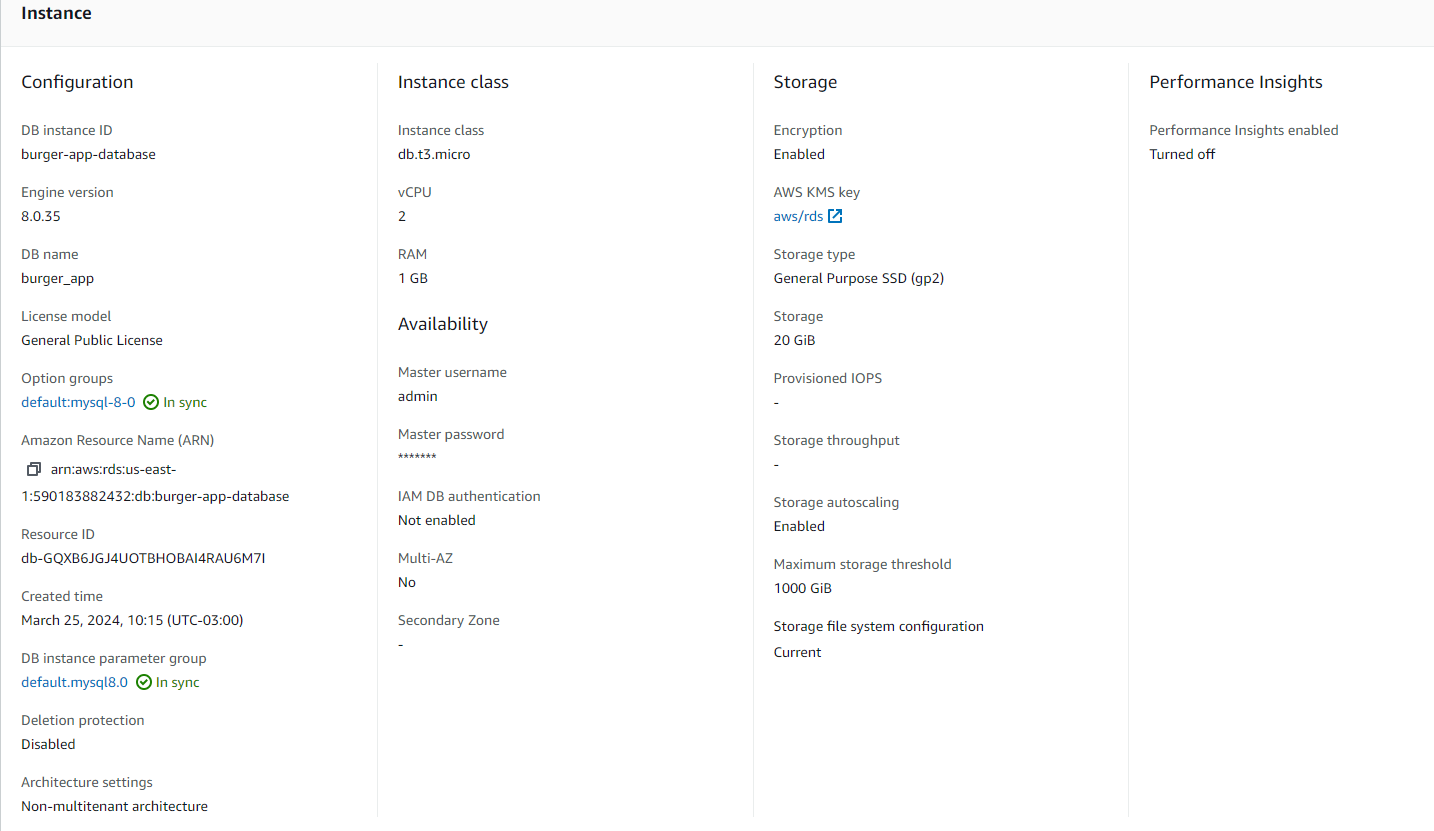 Instance
Configuration
DB instance ID
burger-app-database
Engine version
8.0.35
DB name
burger_app
License model
General Public License
Option groups
default:mysql-8-0 In sync
Amazon Resource Name (ARN)
arn:aws:rds:us-east-
1:590183882432:db:burger-app-database
Resource ID
db-GQXB6JGJ4UOTBHOBAI4RAU6M7I
Created time
March 25, 2024, 10:15 (UTC-03:00)
DB instance parameter group
default.mysql8.0 In sync
Deletion protection
Disabled
Architecture settings
Non-multitenant architecture
Instance class
Instance class
db.t3.micro
vCPU
2
RAM
1 GB
Availability
Master username
admin
Master password
*******
IAM DB authentication
Not enabled
Multi-AZ
No
Secondary Zone
-
Storage
Encryption
Enabled
AWS KMS key
aws/rds
Storage type
General Purpose SSD (gp2)
Storage
20 GiB
Provisioned IOPS
-
Storage throughput
-
Storage autoscaling
Enabled
Maximum storage threshold
1000 GiB
Storage file system configuration
Current
Performance Insights
Performance Insights enabled
Turned off